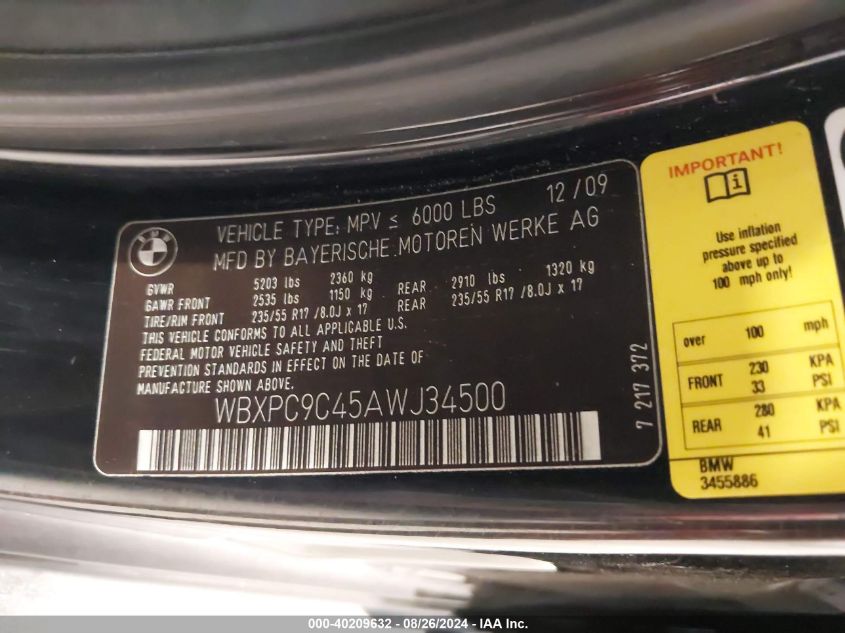 BMW
VEHICLE TYPE: MPV ≤ 6000 LBS 12/09
MFD BY BAYERISCHE MOTOREN WERKE AG
GVWR 5203 lbs 2360 kg
GAWR FRONT 2535 lbs 1150 kg REAR 2910 lbs 1320 kg
TIRE/RIM FRONT 235/55 R17 /8.0J x 17 REAR 235/55 R17 /8.0J x 17
THIS VEHICLE CONFORMS TO ALL APPLICABLE U.S.
FEDERAL MOTOR VEHICLE SAFETY AND THEFT
PREVENTION STANDARDS IN EFFECT ON THE DATE OF
MANUFACTURE SHOWN ABOVE.
WBXPC9C45AWJ34500
7 217 372
IMPORTANT!
i
Use inflation
pressure specified
above up to
100 mph only!
over 100 mph
FRONT 230 KPA
33 PSI
REAR 280 KPA
41 PSI
BMW
3455886
000-40209632 - 08/26/2024 - IAA Inc.